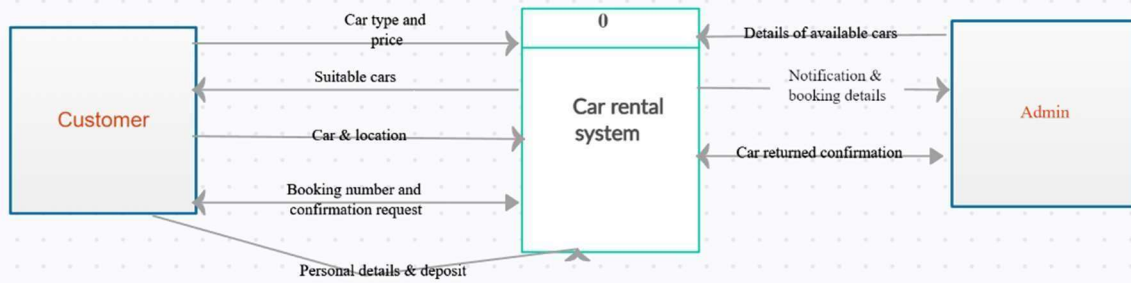 Car type and
price
0
Details of available cars
Suitable cars
Notification &
booking details
Customer
Car rental
system
Admin
Car & location
Car returned confirmation
Booking number and
confirmation request
Personal details & deposit